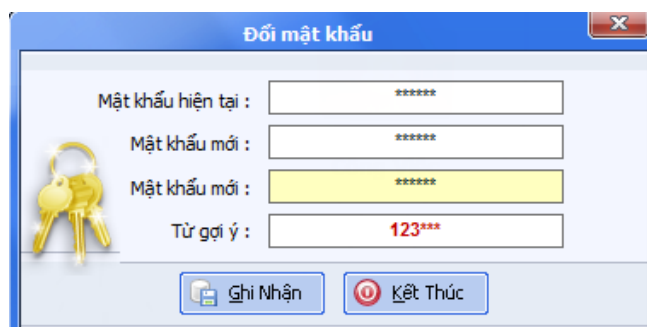 Đổi mật khẩu
Mật khẩu hiện tại : ******
Mật khẩu mới : ******
Mật khẩu mới : ******
Từ gợi ý : 123***
Ghi Nhận Kết Thúc